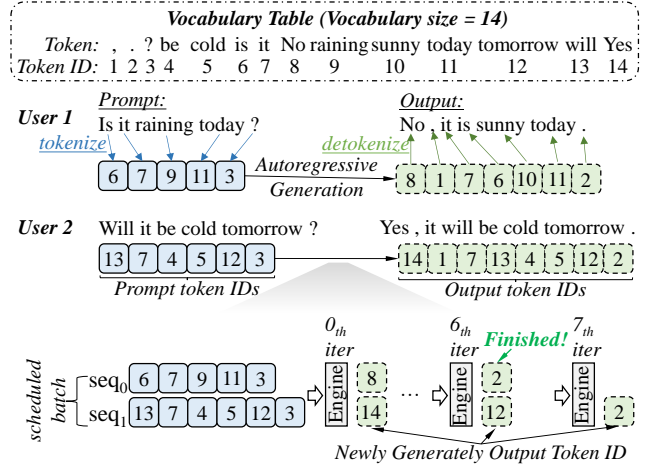 Vocabulary Table (Vocabulary size = 14)
Token: , . ? be cold is it No raining sunny today tomorrow will Yes
Token ID: 1 2 3 4 5 6 7 8 9 10 11 12 13 14
User 1
Prompt:
Is it raining today ?
tokenize
6 7 9 11 3
Autoregressive
Generation
Output:
No , it is sunny today .
detokenize
8 1 7 6 10 11 2
User 2
Will it be cold tomorrow ?
13 7 4 5 12 3
Prompt token IDs
Yes , it will be cold tomorrow .
14 1 7 13 4 5 12 2
Output token IDs
scheduled
batch
seq0
6 7 9 11 3
seq1
13 7 4 5 12 3
0th
iter
Engine
8
14
...
6th
iter
Engine
Finished!
2
12
7th
iter
Engine
2
Newly Generately Output Token ID